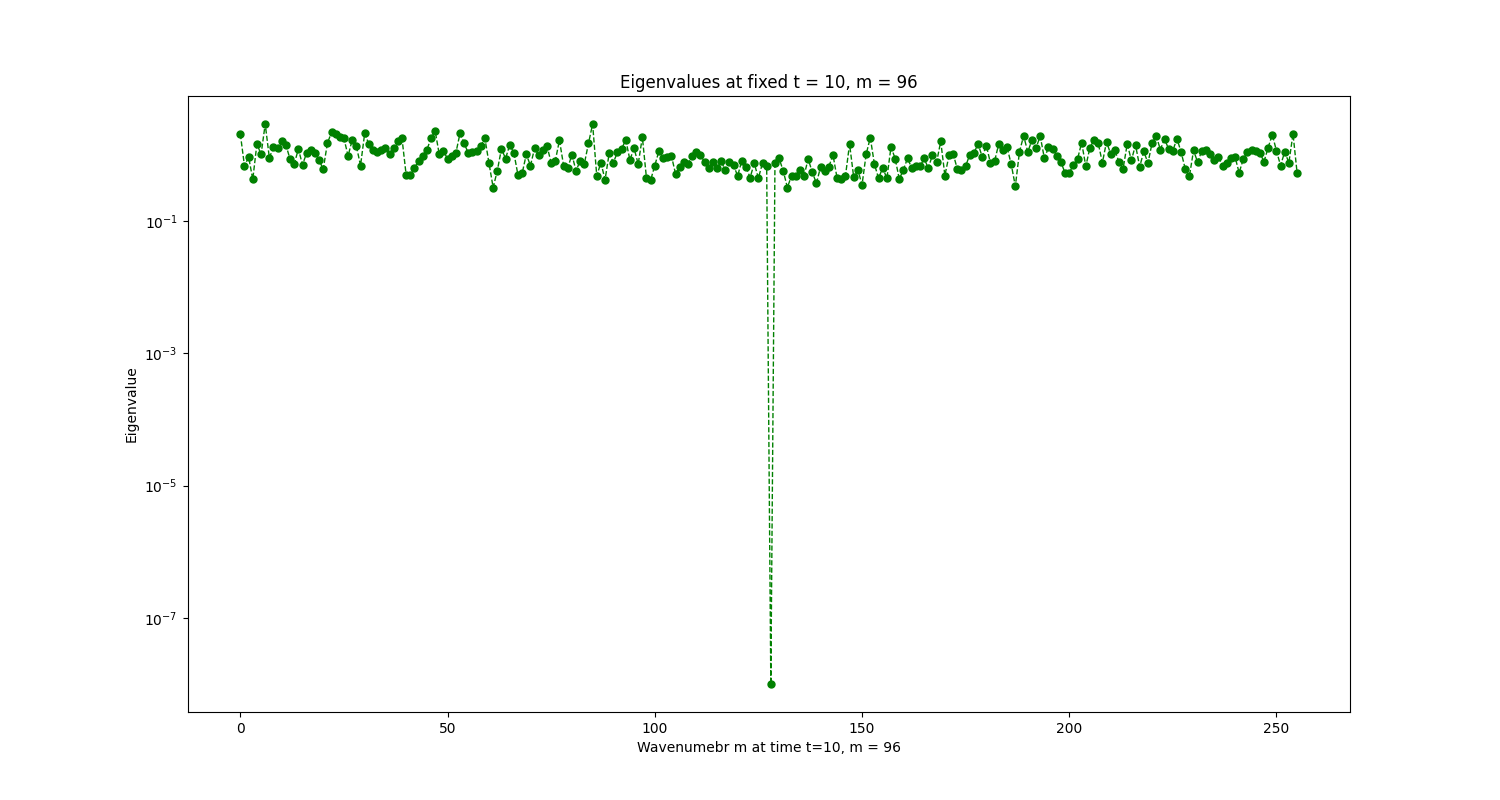 Eigenvalues at fixed t = 10, m = 96
Eigenvalue
10⁻¹
10⁻³
10⁻⁵
10⁻⁷
0 50 100 150 200 250
Wavenumebr m at time t=10, m = 96